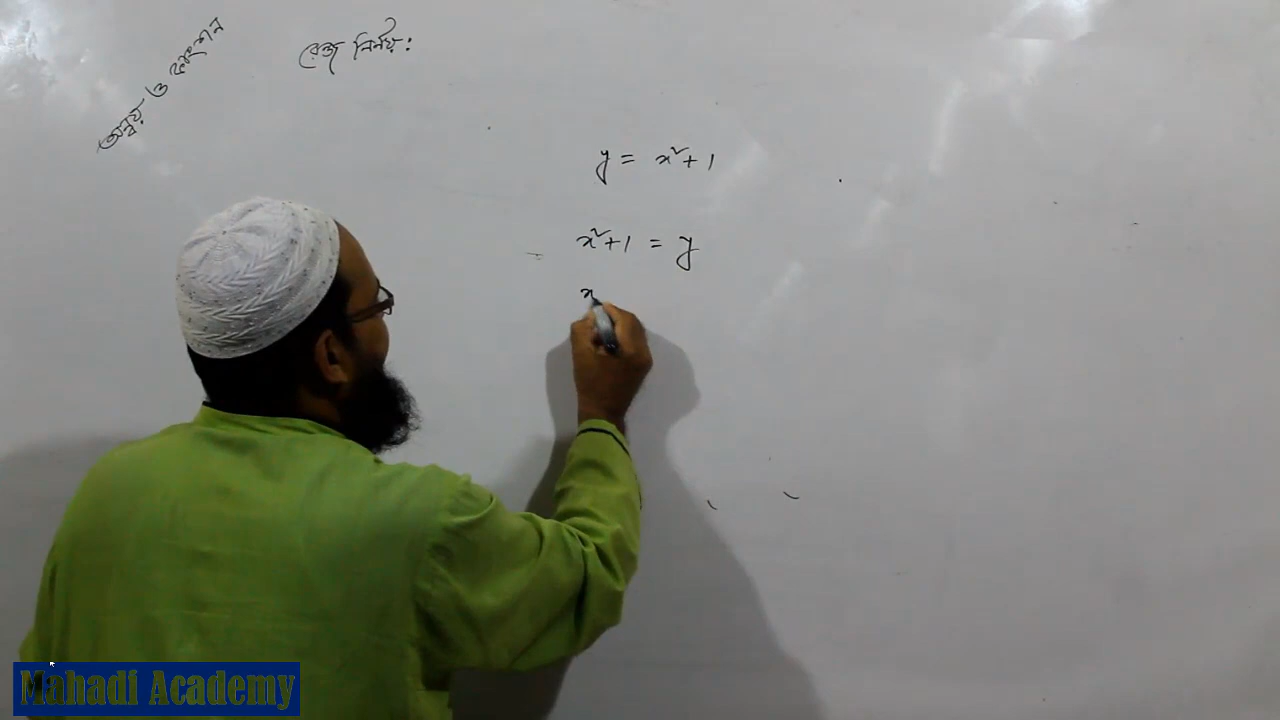 অন্বয় ও ফাংশন
রেঞ্জ নির্ণয়:
y = x² + 1
x² + 1 = y
x
Mahadi Academy